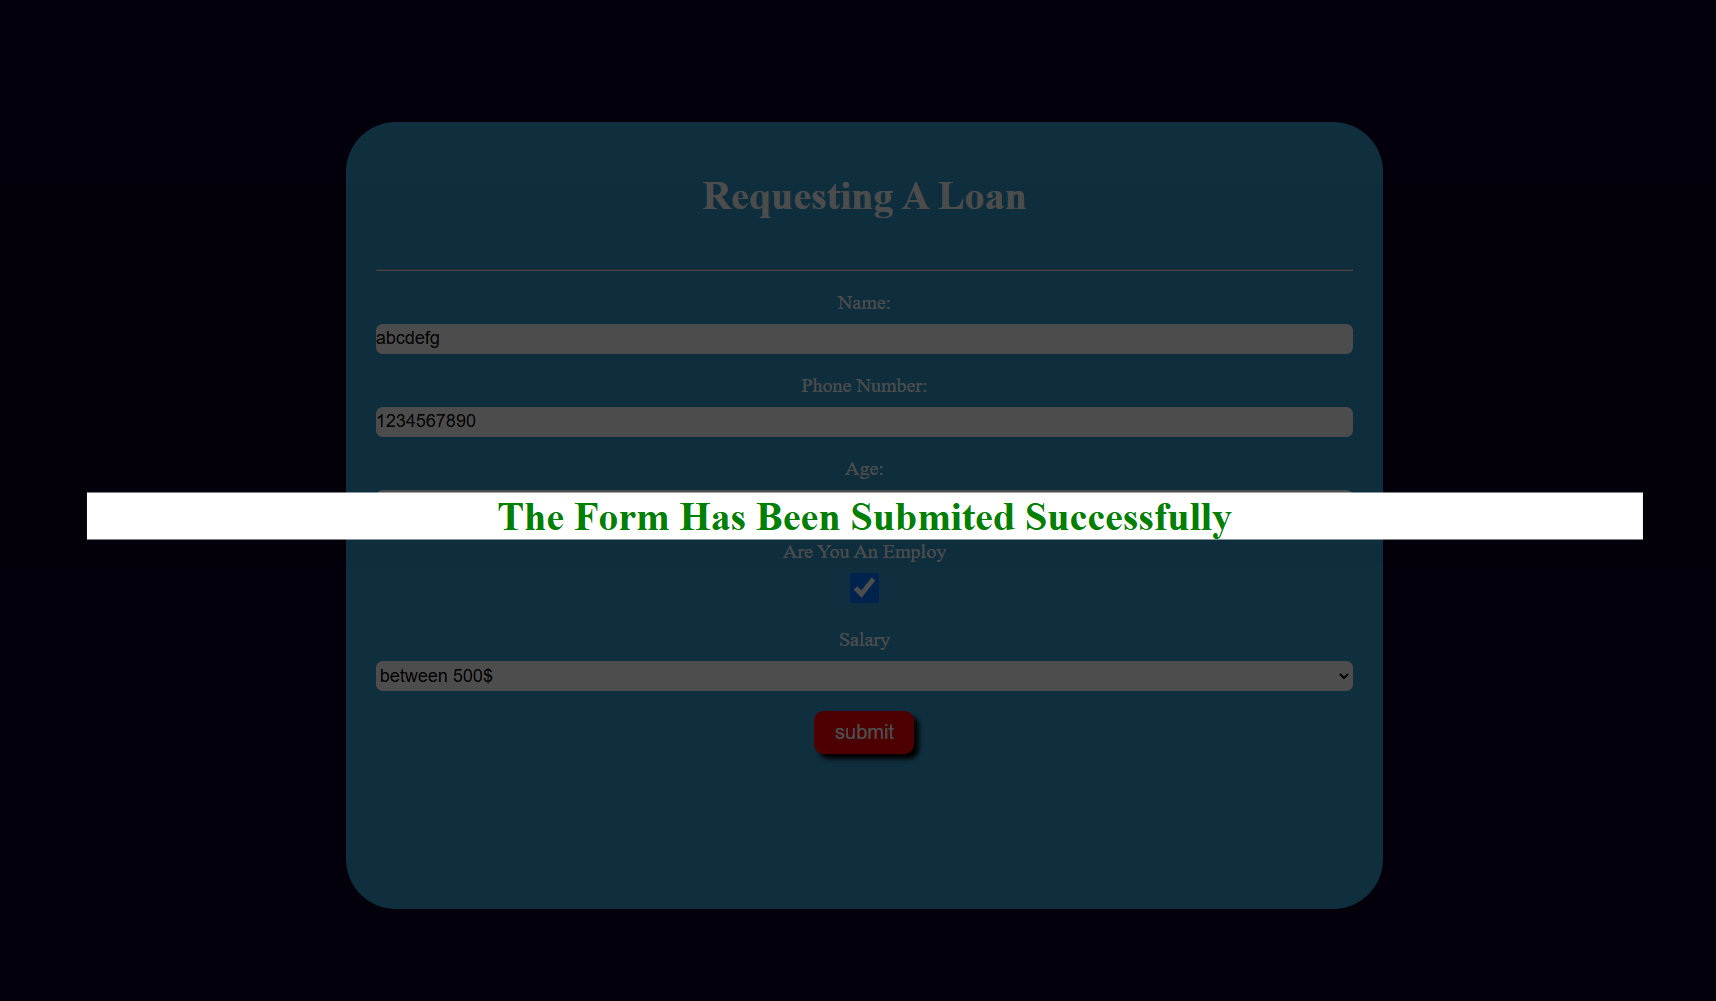 Requesting A Loan
Name:
abcdefg
Phone Number:
1234567890
Age:
The Form Has Been Submited Successfully
Are You An Employ
Salary
between 500$
submit